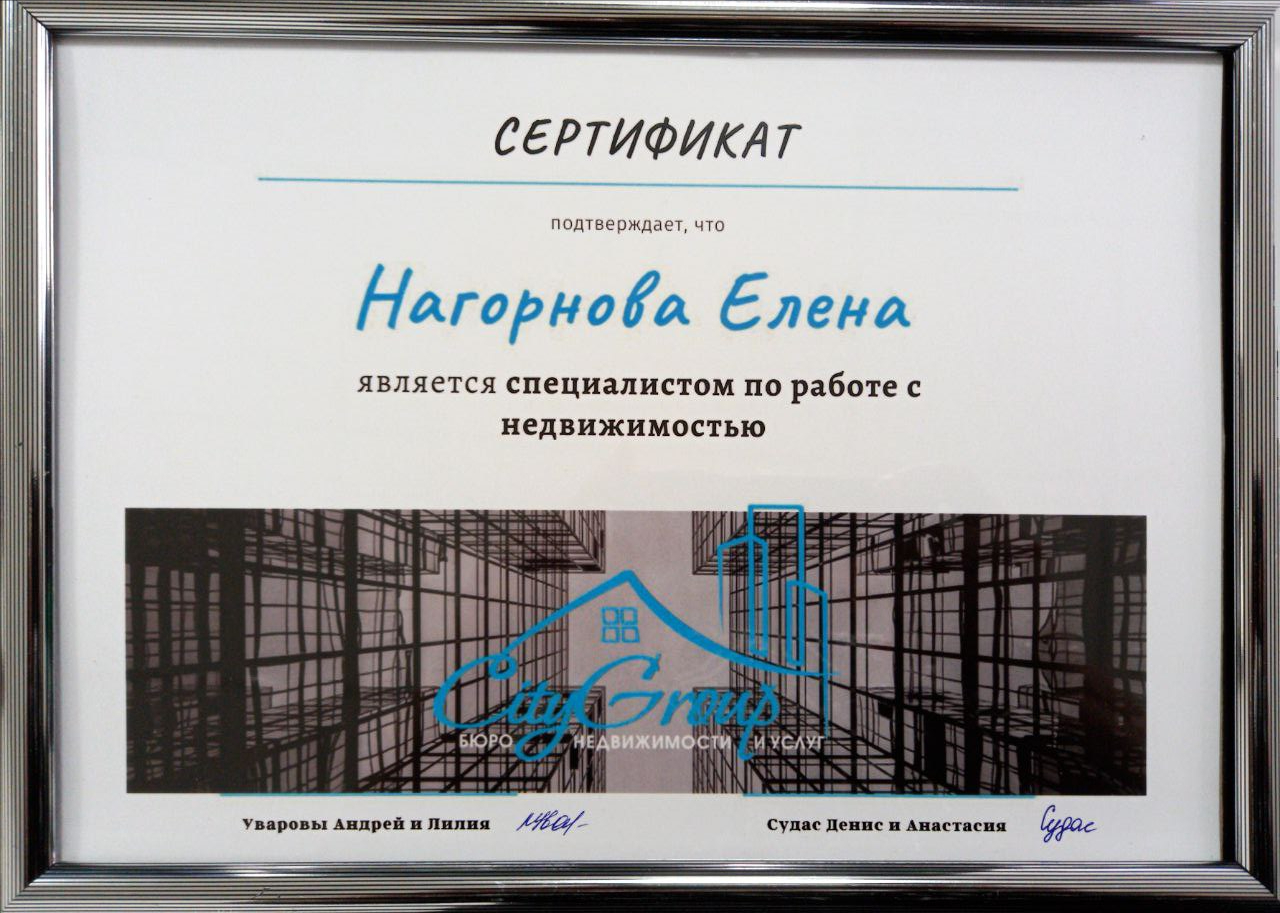 СЕРТИФИКАТ
подтверждает, что
Нагорнова Елена
является специалистом по работе с
недвижимостью
CityGroup
БЮРО НЕДВИЖИМОСТИ И УСЛУГ
Уваровы Андрей и Лилия
Судас Денис и Анастасия Судас